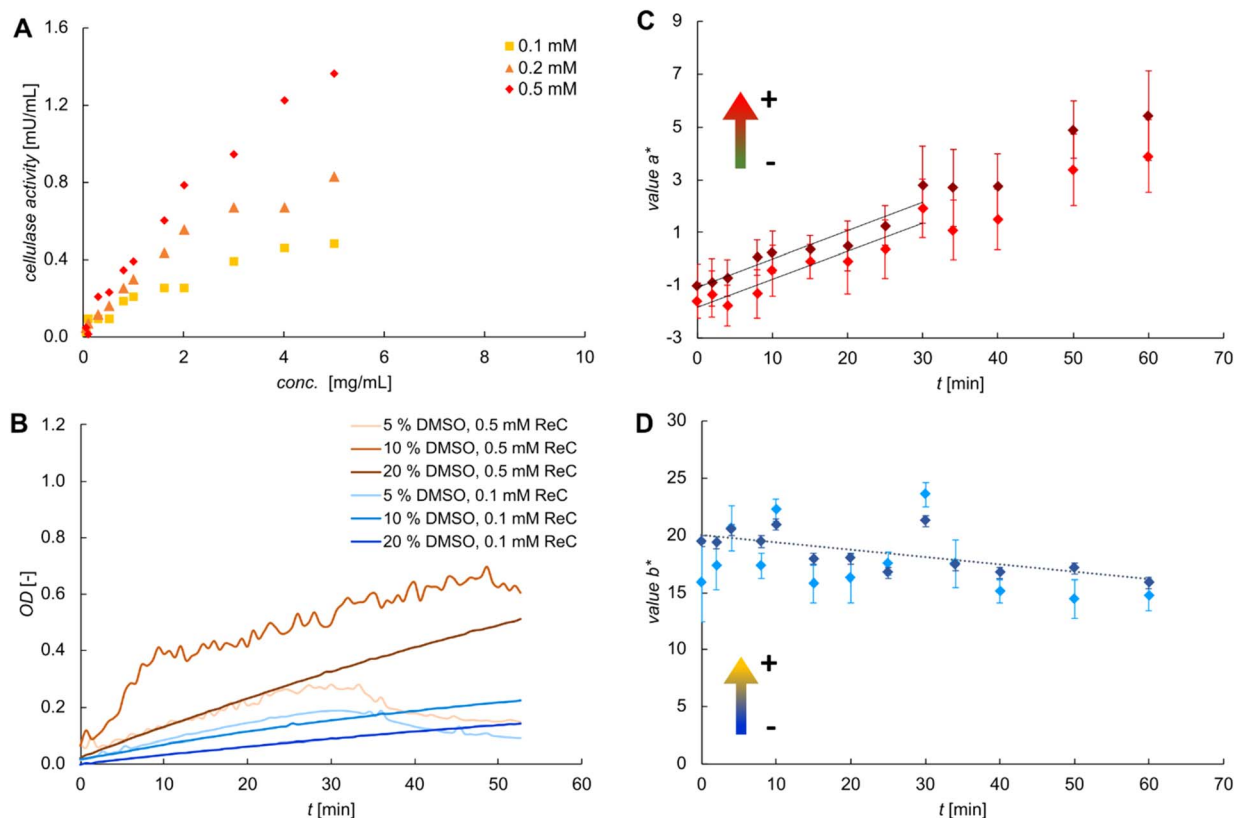 A
cellulase activity [mU/mL]
1.6
1.2
0.8
0.4
0.0
0.1 mM
0.2 mM
0.5 mM
0
2
4
6
8
10
conc. [mg/mL]
B
OD [-]
1.2
1.0
0.8
0.6
0.4
0.2
0.0
5 % DMSO, 0.5 mM ReC
10 % DMSO, 0.5 mM ReC
20 % DMSO, 0.5 mM ReC
5 % DMSO, 0.1 mM ReC
10 % DMSO, 0.1 mM ReC
20 % DMSO, 0.1 mM ReC
0
10
20
30
40
50
60
t [min]
C
value a*
9
7
5
3
1
-1
-3
+
-
0
10
20
30
40
50
60
70
t [min]
D
value b*
30
25
20
15
10
5
0
+
-
0
10
20
30
40
50
60
70
t [min]